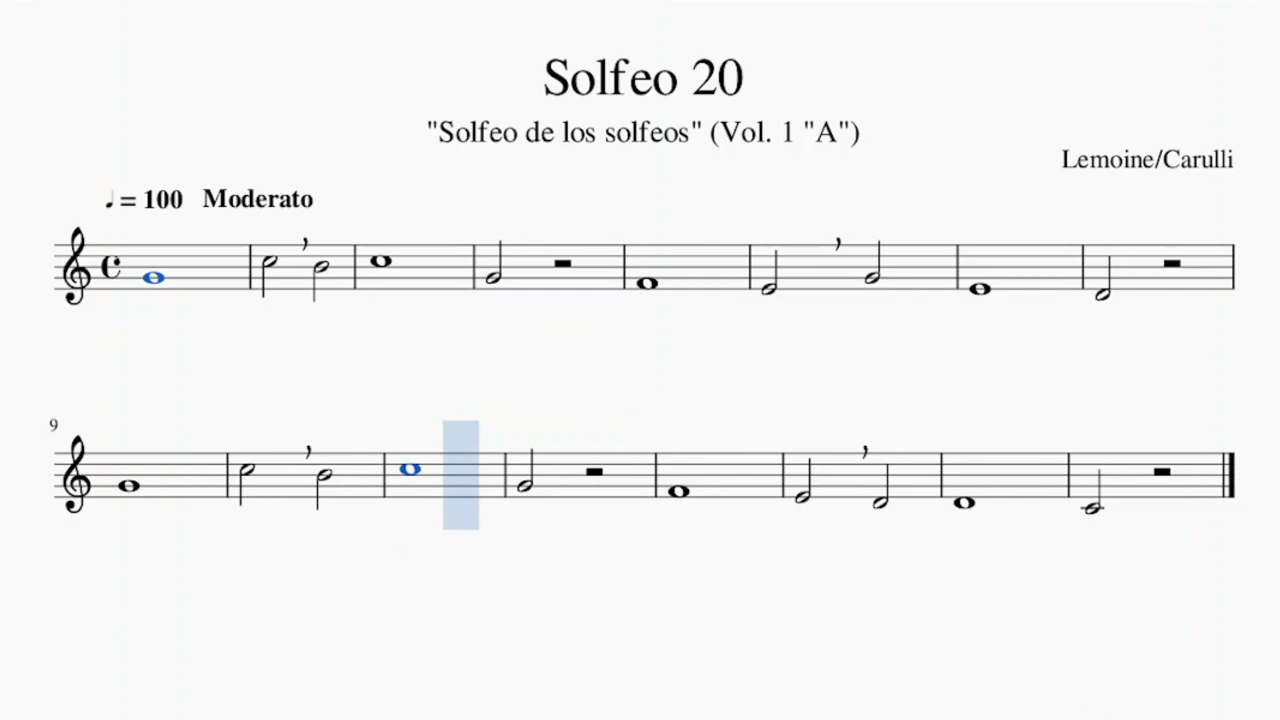 Solfeo 20
"Solfeo de los solfeos" (Vol. 1 "A")
Lemoine/Carulli
♩ = 100 Moderato
9